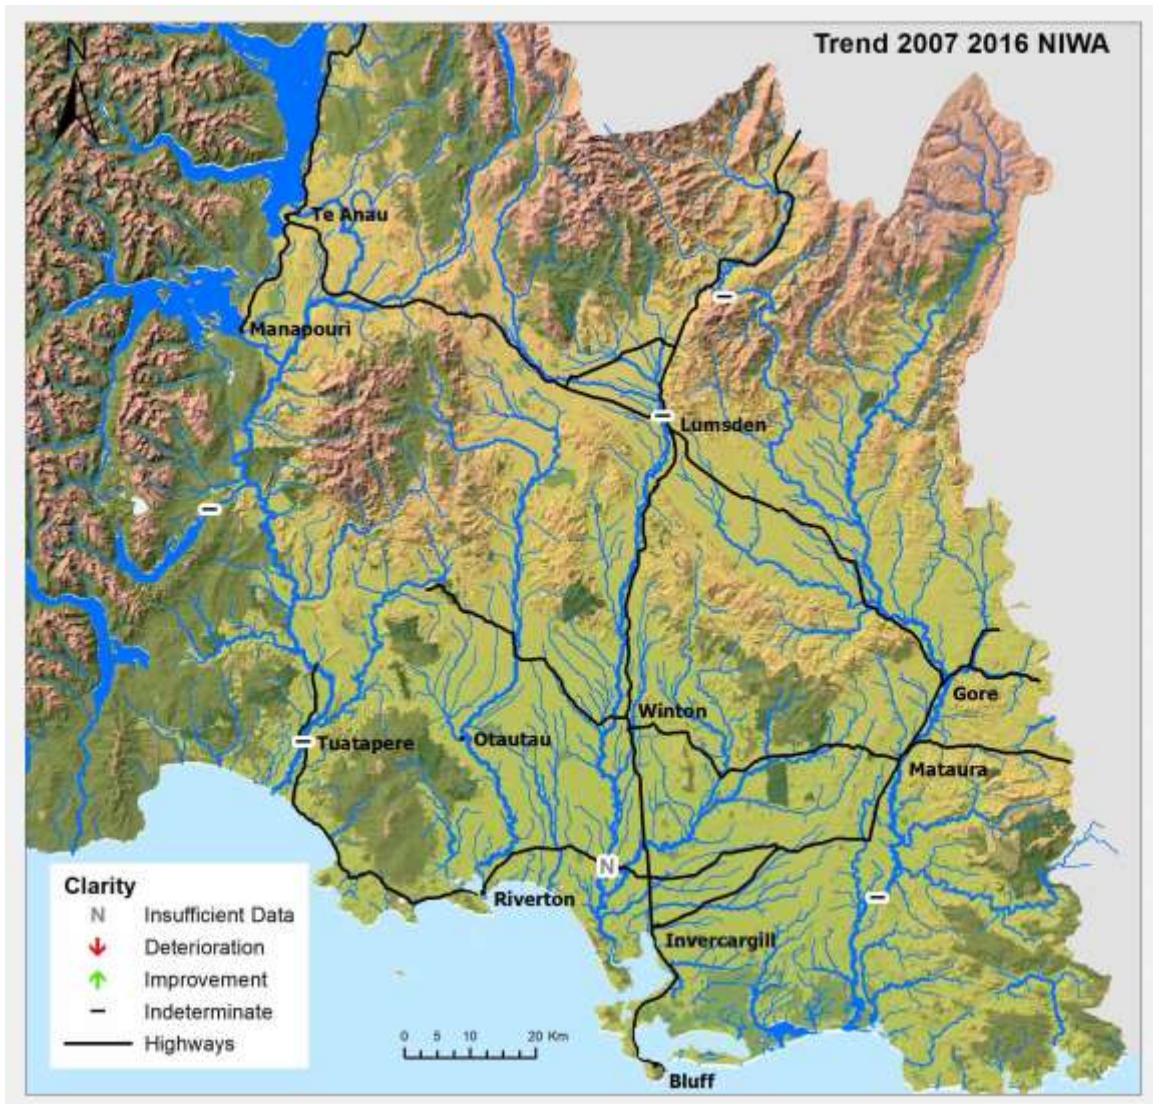 Trend 2007 2016 NIWA
N
Te Anau
Manapouri
Lumsden
Gore
Winton
Tuatapere
Otautau
Mataura
N
Riverton
Invercargill
Bluff
Clarity
N Insufficient Data
Deterioration
Improvement
Indeterminate
Highways
0 5 10 20 Km